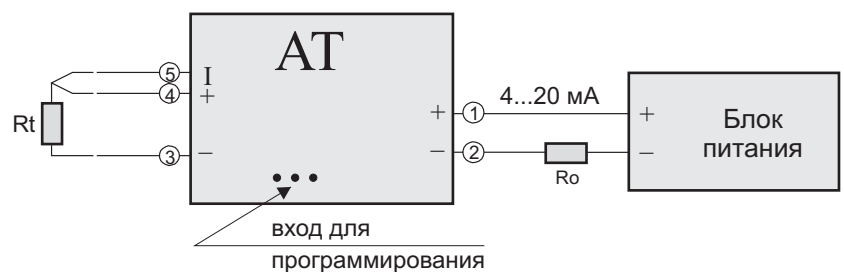 AT
5
I
4
+
Rt
3
−
+
1
4...20 мА
+
Блок
питания
−
2
Ro
−
вход для
программирования